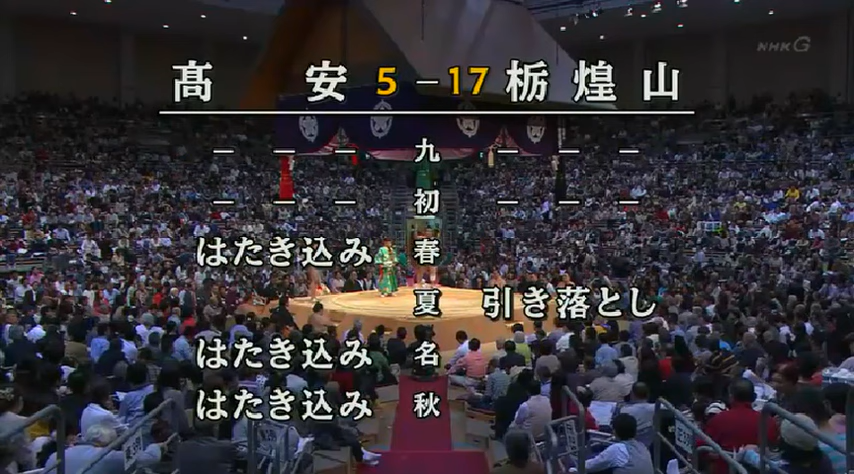 NHK G
髙安 5-17 栃煌山
--- 九 ---
--- 初 ---
はたき込み 春
夏 引き落とし
はたき込み 名
はたき込み 秋